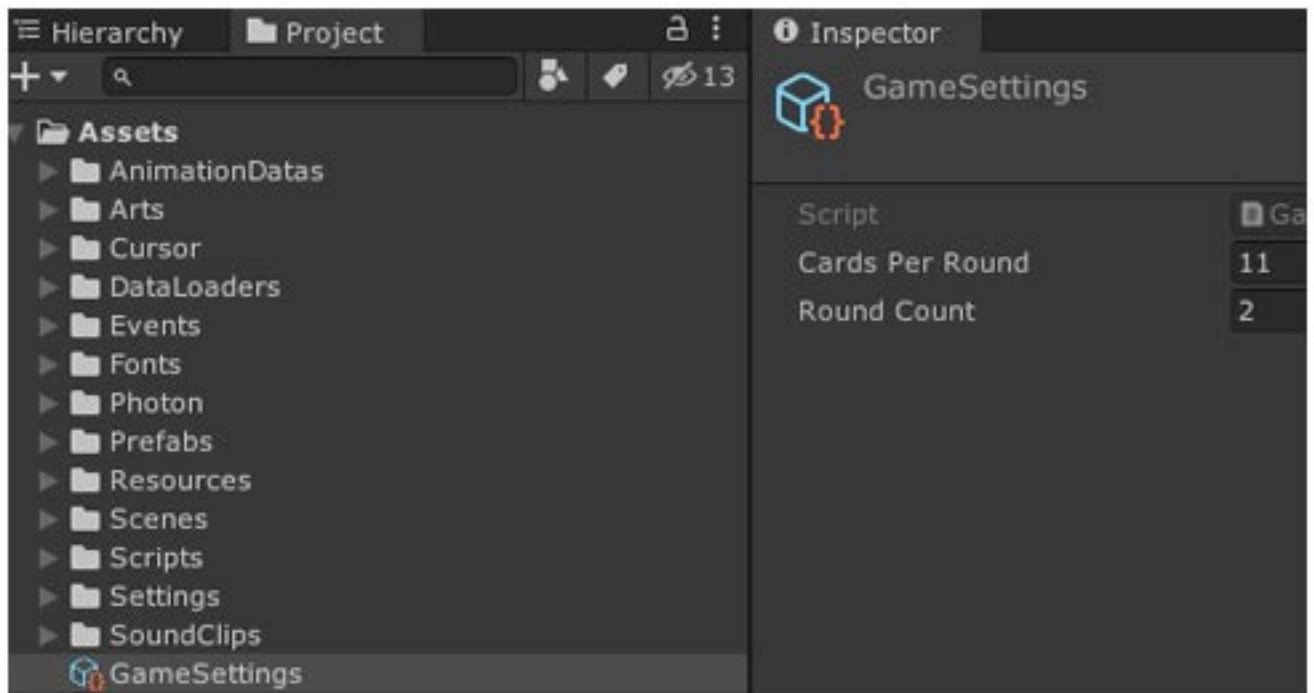 Hierarchy
Project
13
Assets
AnimationDatas
Arts
Cursor
DataLoaders
Events
Fonts
Photon
Prefabs
Resources
Scenes
Scripts
Settings
SoundClips
GameSettings
Inspector
GameSettings
Script
Ga
Cards Per Round
11
Round Count
2